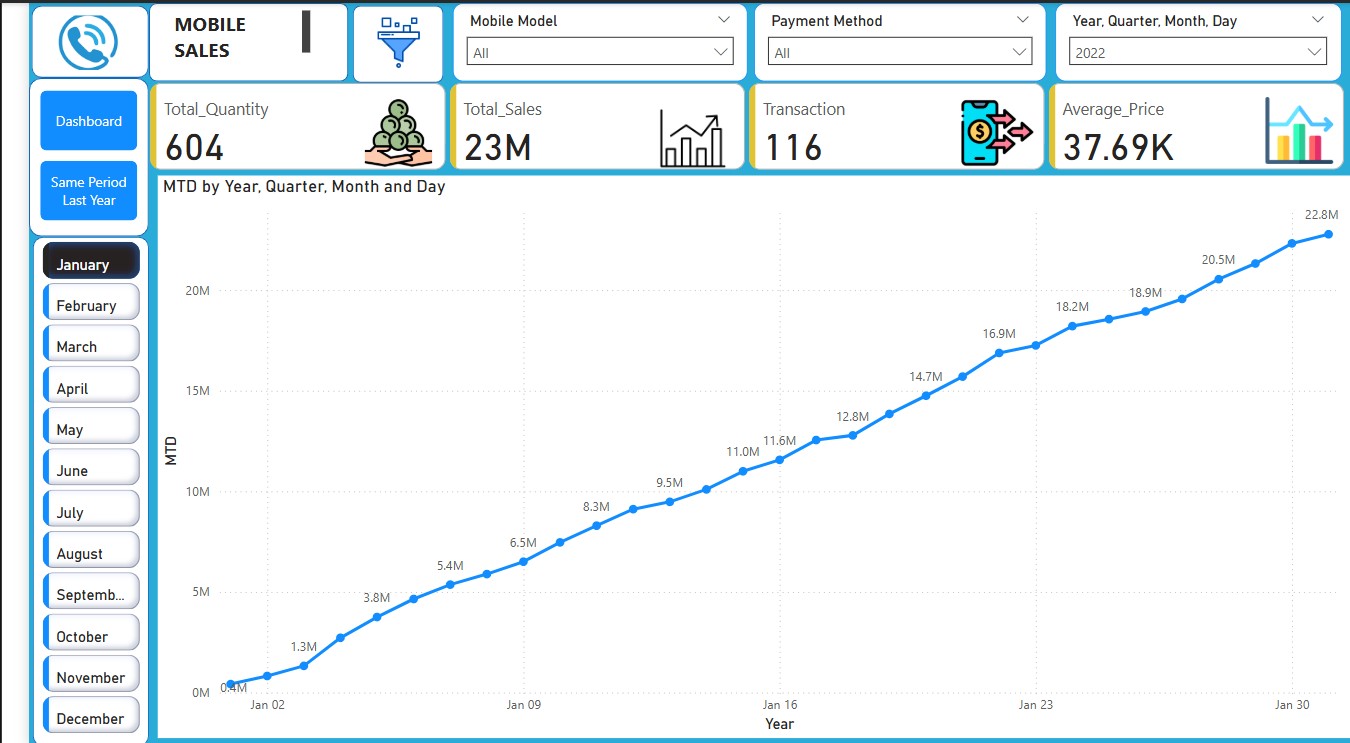 MOBILE
SALES
Mobile Model
All
Payment Method
All
Year, Quarter, Month, Day
2022
Dashboard
Same Period
Last Year
Total_Quantity
604
Total_Sales
23M
Transaction
116
$
Average_Price
37.69K
January
February
March
April
May
June
July
August
Septemb...
October
November
December
MTD by Year, Quarter, Month and Day
MTD
20M
15M
10M
5M
0M
0.4M
1.3M
3.8M
5.4M
6.5M
8.3M
9.5M
11.0M
11.6M
12.8M
14.7M
16.9M
18.2M
18.9M
20.5M
22.8M
Jan 02
Jan 09
Jan 16
Jan 23
Jan 30
Year